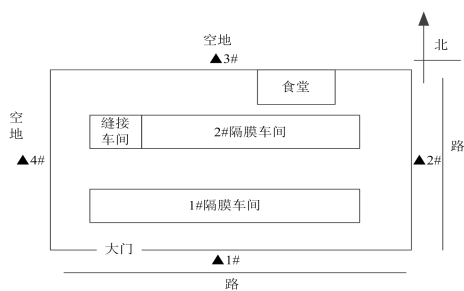 空地
北
▲3#
食堂
空地
缝接车间
2#隔膜车间
路
▲4#
▲2#
1#隔膜车间
大门
▲1#
路